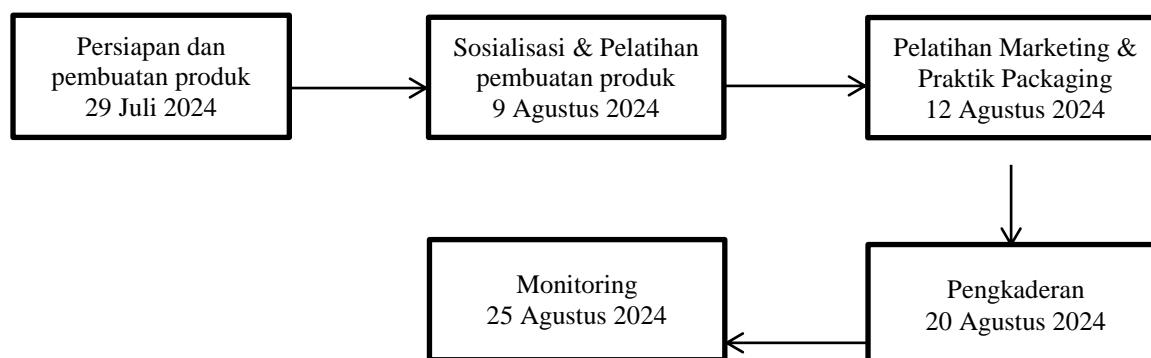 Persiapan dan
pembuatan produk
29 Juli 2024
Sosialisasi & Pelatihan
pembuatan produk
9 Agustus 2024
Pelatihan Marketing &
Praktik Packaging
12 Agustus 2024
Pengkaderan
20 Agustus 2024
Monitoring
25 Agustus 2024